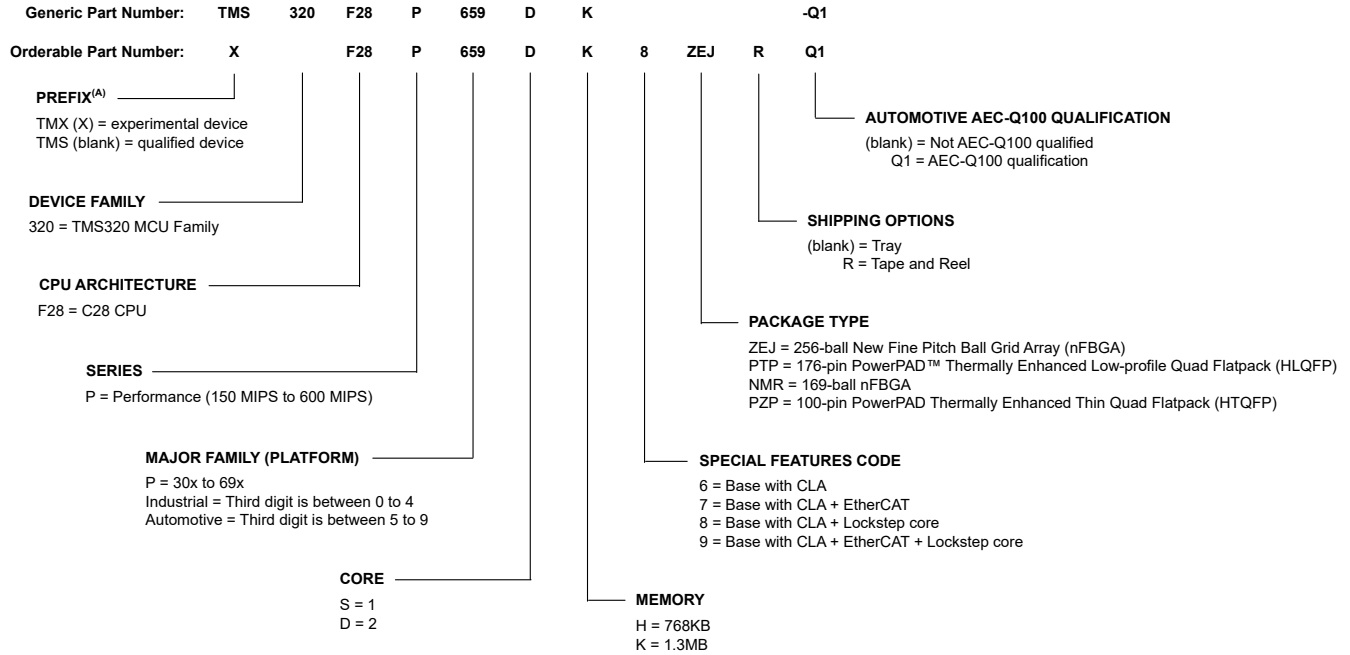 Generic Part Number: TMS 320 F28 P 659 D K -Q1
Orderable Part Number: X F28 P 659 D K 8 ZEJ R Q1
PREFIX(A)
TMX (X) = experimental device
TMS (blank) = qualified device
DEVICE FAMILY
320 = TMS320 MCU Family
CPU ARCHITECTURE
F28 = C28 CPU
SERIES
P = Performance (150 MIPS to 600 MIPS)
MAJOR FAMILY (PLATFORM)
P = 30x to 69x
Industrial = Third digit is between 0 to 4
Automotive = Third digit is between 5 to 9
CORE
S = 1
D = 2
AUTOMOTIVE AEC-Q100 QUALIFICATION
(blank) = Not AEC-Q100 qualified
Q1 = AEC-Q100 qualification
SHIPPING OPTIONS
(blank) = Tray
R = Tape and Reel
PACKAGE TYPE
ZEJ = 256-ball New Fine Pitch Ball Grid Array (nFBGA)
PTP = 176-pin PowerPAD™ Thermally Enhanced Low-profile Quad Flatpack (HLQFP)
NMR = 169-ball nFBGA
PZP = 100-pin PowerPAD Thermally Enhanced Thin Quad Flatpack (HTQFP)
SPECIAL FEATURES CODE
6 = Base with CLA
7 = Base with CLA + EtherCAT
8 = Base with CLA + Lockstep core
9 = Base with CLA + EtherCAT + Lockstep core
MEMORY
H = 768KB
K = 1.3MB